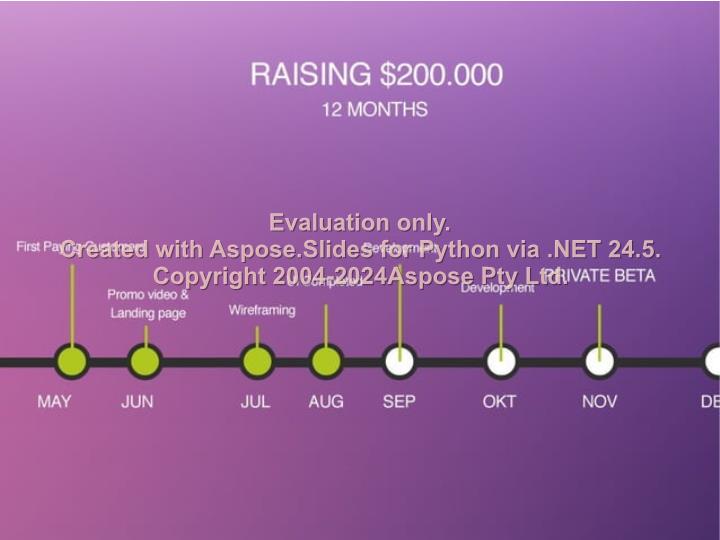 RAISING $200.000
12 MONTHS
Evaluation only.
First Paying Customers
Development
Created with Aspose.Slides for Python via .NET 24.5.
Copyright 2004-2024Aspose Pty Ltd.
PRIVATE BETA
Completed
Development
Promo video &
Landing page
Wireframing
MAY JUN JUL AUG SEP OKT NOV DE